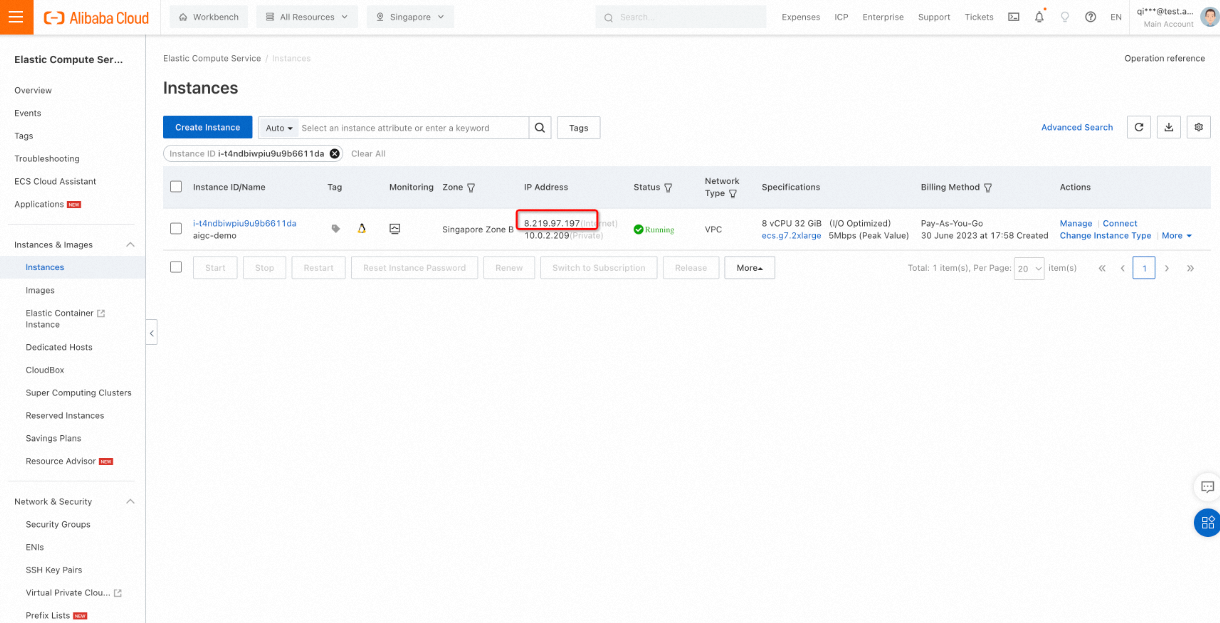 Alibaba Cloud
Workbench
All Resources
Singapore
Search...
Expenses
ICP
Enterprise
Support
Tickets
EN
qi***@test.a...
Main Account
Elastic Compute Ser...
Overview
Events
Tags
Troubleshooting
ECS Cloud Assistant
Applications NEW
Instances & Images
Instances
Images
Elastic Container
Instance
Dedicated Hosts
CloudBox
Super Computing Clusters
Reserved Instances
Savings Plans
Resource Advisor NEW
Network & Security
Security Groups
ENIs
SSH Key Pairs
Virtual Private Clou...
Prefix Lists NEW
Elastic Compute Service / Instances
Operation reference
Instances
Create Instance
Auto
Select an instance attribute or enter a keyword
Tags
Advanced Search
Instance ID i-t4ndbiwpiu9u9b6611da
Clear All
Instance ID/Name
Tag
Monitoring
Zone
IP Address
Status
Network
Type
Specifications
Billing Method
Actions
i-t4ndbiwpiu9u9b6611da
aigc-demo
Singapore Zone B
8.219.97.197(Internet)
10.0.2.209(Private)
Running
VPC
8 vCPU 32 GiB (I/O Optimized)
ecs.g7.2xlarge 5Mbps (Peak Value)
Pay-As-You-Go
30 June 2023 at 17:58 Created
Manage | Connect
Change Instance Type | More
Start
Stop
Restart
Reset Instance Password
Renew
Switch to Subscription
Release
More
Total: 1 item(s), Per Page: 20 item(s)
1